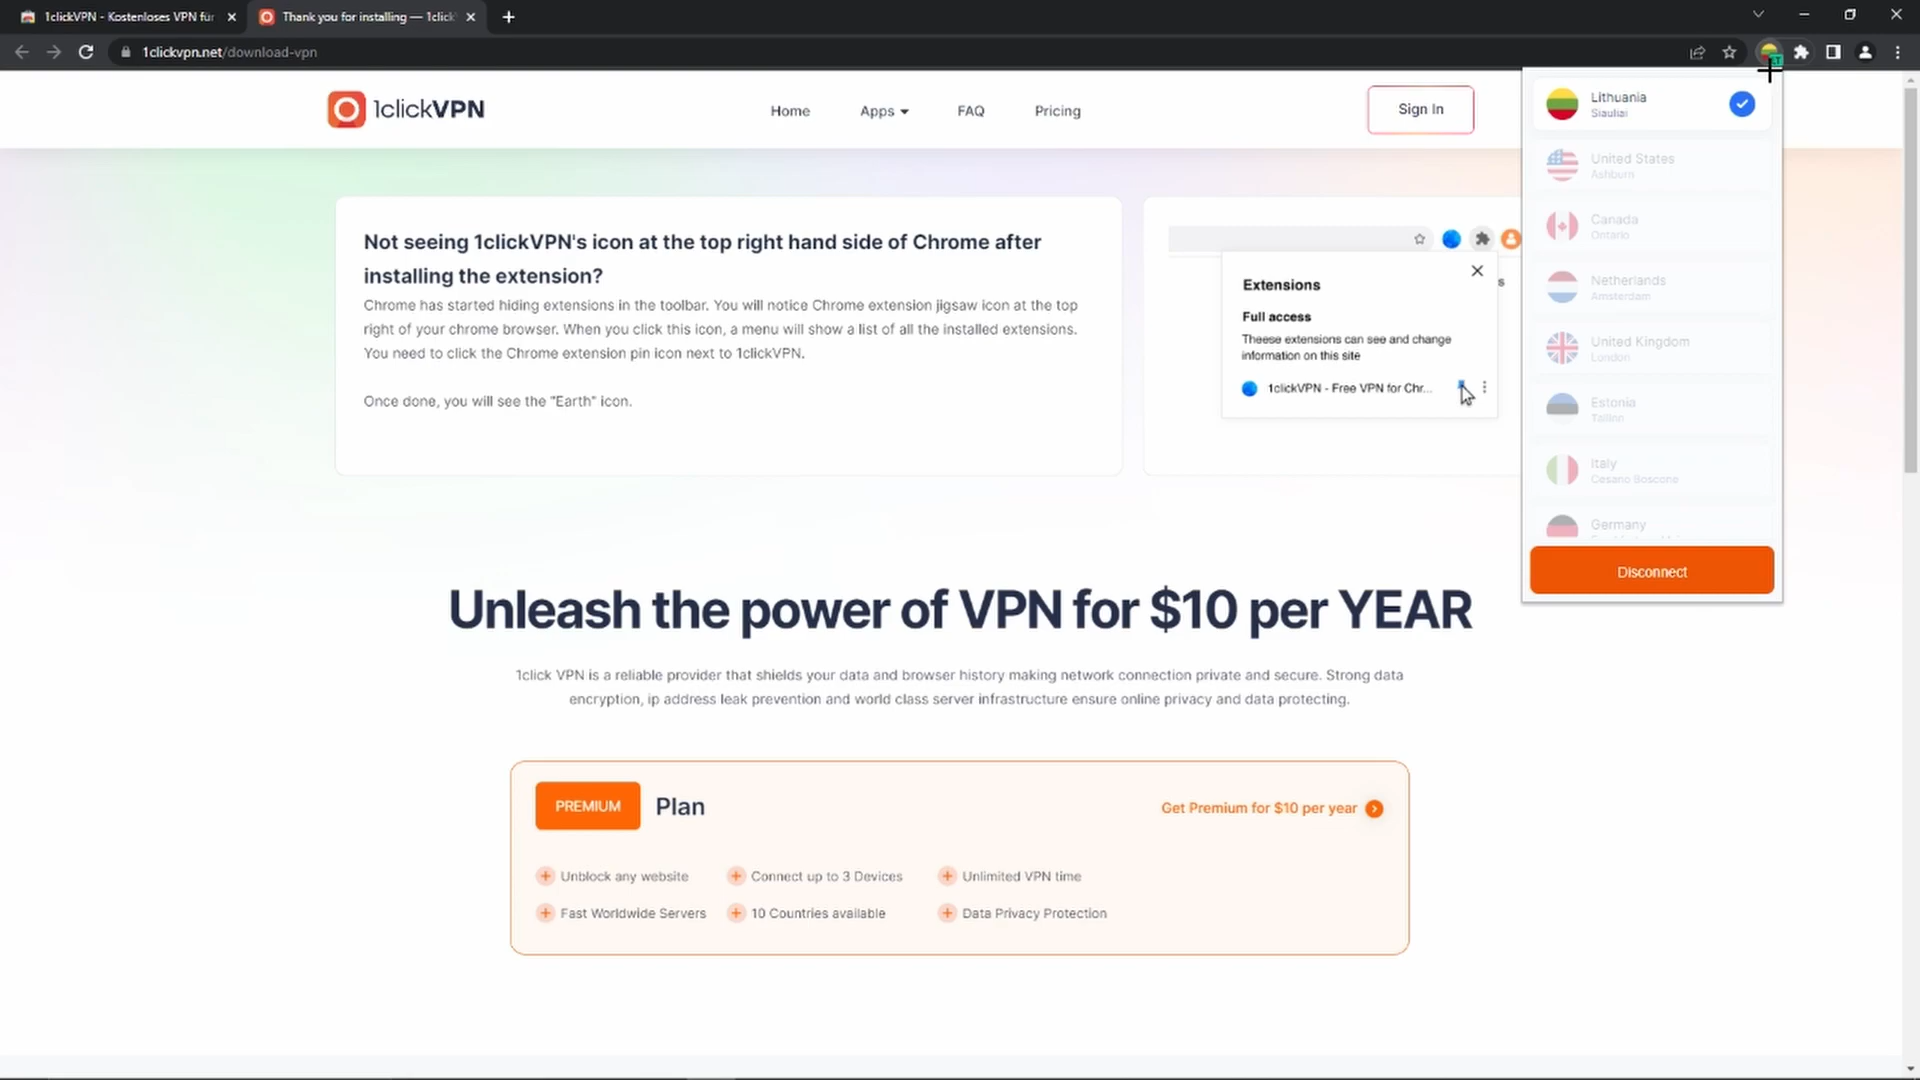 1clickVPN - Kostenloses VPN für
Thank you for installing — 1click
1clickvpn.net/download-vpn
1clickVPN
Home
Apps
FAQ
Pricing
Sign In
Not seeing 1clickVPN's icon at the top right hand side of Chrome after
installing the extension?
Chrome has started hiding extensions in the toolbar. You will notice Chrome extension jigsaw icon at the top
right of your chrome browser. When you click this icon, a menu will show a list of all the installed extensions.
You need to click the Chrome extension pin icon next to 1clickVPN.
Once done, you will see the "Earth" icon.
Extensions
Full access
Theese extensions can see and change
information on this site
1clickVPN - Free VPN for Chr...
Lithuania
Siauliai
United States
Ashburn
Canada
Ontario
Netherlands
Amsterdam
United Kingdom
London
Estonia
Tallinn
Italy
Cesano Boscone
Germany
Disconnect
Unleash the power of VPN for $10 per YEAR
1click VPN is a reliable provider that shields your data and browser history making network connection private and secure. Strong data
encryption, ip address leak prevention and world class server infrastructure ensure online privacy and data protecting.
PREMIUM Plan
Get Premium for $10 per year
Unblock any website
Connect up to 3 Devices
Unlimited VPN time
Fast Worldwide Servers
10 Countries available
Data Privacy Protection